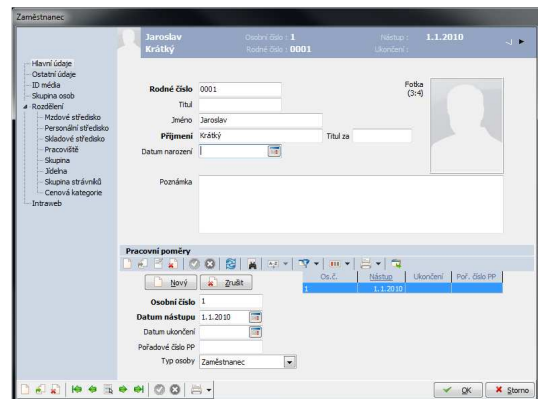 Zaměstnanec
Jaroslav Osobní číslo : 1 Nástup : 1.1.2010
Krátký Rodné číslo : 0001 Ukončení :
Hlavní údaje
Ostatní údaje
ID média
Skupina osob
Rozdělení
Mzdové středisko
Personální středisko
Skladové středisko
Pracoviště
Skupina
Jídelna
Skupina strávníků
Cenová kategorie
Intraweb
Rodné číslo 0001
Fotka
(3:4)
Titul
Jméno Jaroslav
Příjmení Krátký Titul za
Datum narození
Poznámka
Pracovní poměry
Nový Zrušit
Os.č. Nástup Ukončení Poř. číslo PP
1 1.1.2010
Osobní číslo 1
Datum nástupu 1.1.2010
Datum ukončení
Pořadové číslo PP
Typ osoby Zaměstnanec
OK Storno